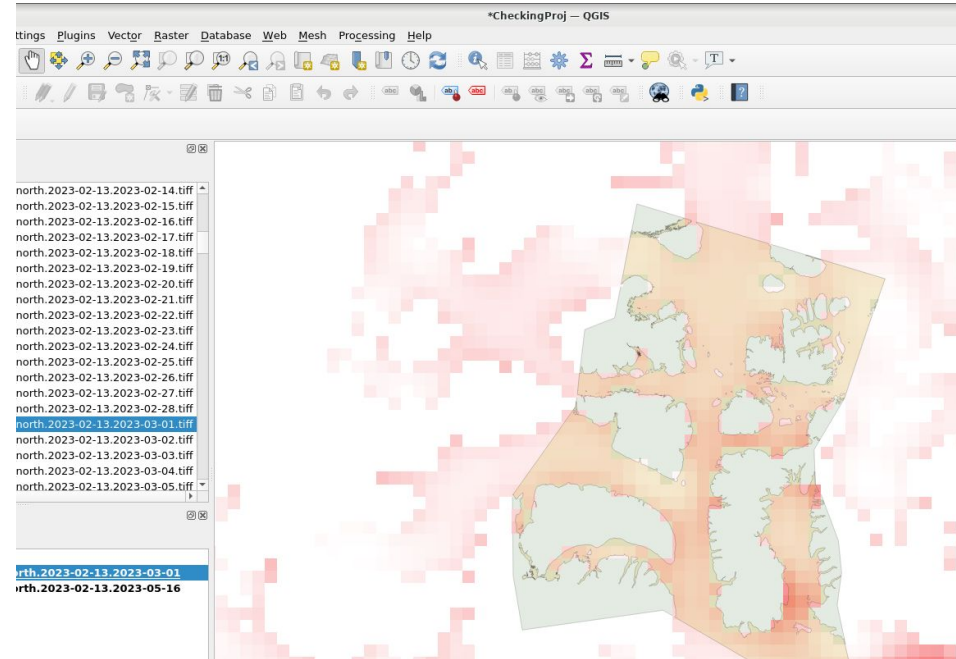 *CheckingProj — QGIS
ttings Plugins Vector Raster Database Web Mesh Processing Help
north.2023-02-13.2023-02-14.tiff
north.2023-02-13.2023-02-15.tiff
north.2023-02-13.2023-02-16.tiff
north.2023-02-13.2023-02-17.tiff
north.2023-02-13.2023-02-18.tiff
north.2023-02-13.2023-02-19.tiff
north.2023-02-13.2023-02-20.tiff
north.2023-02-13.2023-02-21.tiff
north.2023-02-13.2023-02-22.tiff
north.2023-02-13.2023-02-23.tiff
north.2023-02-13.2023-02-24.tiff
north.2023-02-13.2023-02-25.tiff
north.2023-02-13.2023-02-26.tiff
north.2023-02-13.2023-02-27.tiff
north.2023-02-13.2023-02-28.tiff
north.2023-02-13.2023-03-01.tiff
north.2023-02-13.2023-03-02.tiff
north.2023-02-13.2023-03-03.tiff
north.2023-02-13.2023-03-04.tiff
north.2023-02-13.2023-03-05.tiff
rth.2023-02-13.2023-03-01
orth.2023-02-13.2023-05-16